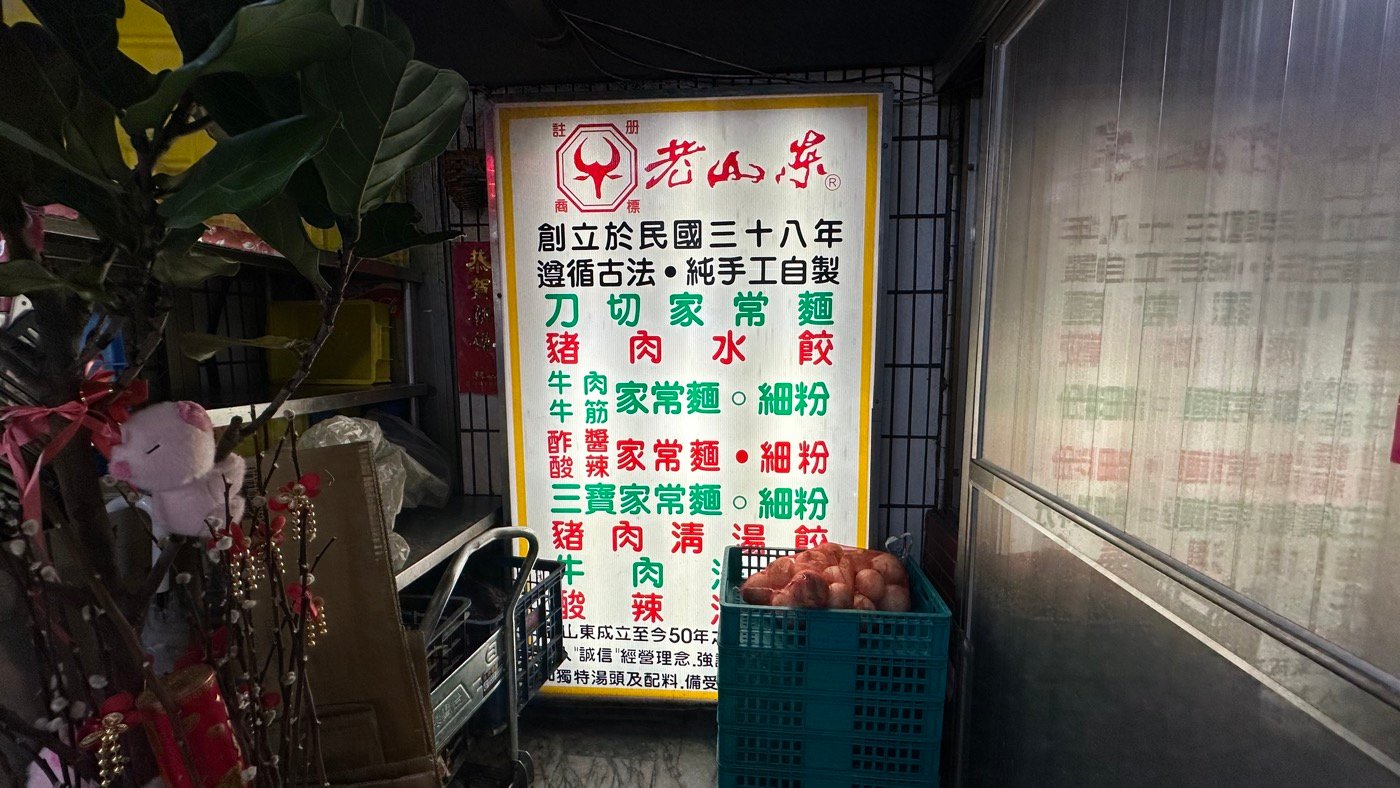 註冊商標
老山东®
創立於民國三十八年
遵循古法•純手工自製
刀切家常麵
豬肉水餃
牛肉
牛筋 家常麵○細粉
酢醬
酸辣 家常麵•細粉
三寶家常麵○細粉
豬肉清湯餃
牛肉
酸辣
山東成立至今50年
"誠信"經營理念.強
獨特湯頭及配料.備受
恭賀